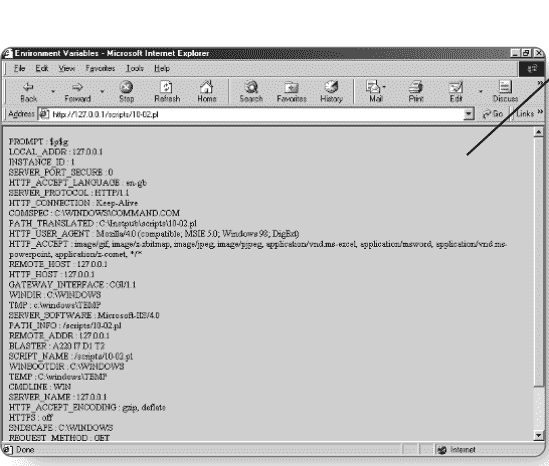 Environment Variables - Microsoft Internet Explorer
File Edit View Favorites Tools Help
Back Forward Stop Refresh Home Search Favorites History Mail Print Edit Discuss
Address http://127.0.0.1/scripts/10-02.pl Go Links »
PROMPT : $p$g
LOCAL_ADDR : 127.0.0.1
INSTANCE_ID : 1
SERVER_PORT_SECURE : 0
HTTP_ACCEPT_LANGUAGE : en-gb
SERVER_PROTOCOL : HTTP/1.1
HTTP_CONNECTION : Keep-Alive
COMSPEC : C:\WINDOWS\COMMAND.COM
PATH_TRANSLATED : C:\Inetpub\scripts\10-02.pl
HTTP_USER_AGENT : Mozilla/4.0 (compatible; MSIE 5.0; Windows 98; DigExt)
HTTP_ACCEPT : image/gif, image/x-xbitmap, image/jpeg, image/pjpeg, application/vnd.ms-excel, application/msword, application/vnd.ms-
powerpoint, application/x-comet, */*
REMOTE_HOST : 127.0.0.1
HTTP_HOST : 127.0.0.1
GATEWAY_INTERFACE : CGI/1.1
WINDIR : C:\WINDOWS
TMP : c:\windows\TEMP
SERVER_SOFTWARE : Microsoft-IIS/4.0
PATH_INFO : /scripts/10-02.pl
REMOTE_ADDR : 127.0.0.1
BLASTER : A220 I7 D1 T2
SCRIPT_NAME : /scripts/10-02.pl
WINBOOTDIR : C:\WINDOWS
TEMP : C:\windows\TEMP
CMDLINE : WIN
SERVER_NAME : 127.0.0.1
HTTP_ACCEPT_ENCODING : gzip, deflate
HTTPS : off
SNDSCAPE : C:\WINDOWS
REQUEST_METHOD : GET
Done Internet